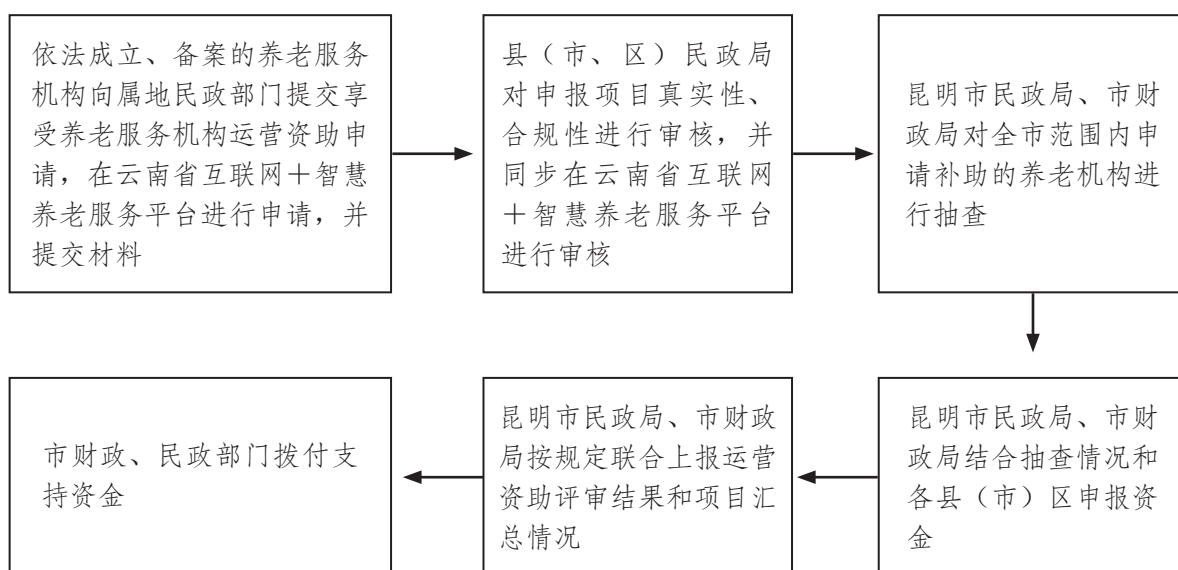 依法成立、备案的养老服务
机构向属地民政部门提交享
受养老服务机构运营资助申
请，在云南省互联网＋智慧
养老服务平台进行申请，并
提交材料
县（市、区）民政局
对申报项目真实性、
合规性进行审核，并
同步在云南省互联网
＋智慧养老服务平台
进行审核
昆明市民政局、市财
政局对全市范围内申
请补助的养老机构进
行抽查
昆明市民政局、市财
政局结合抽查情况和
各县（市）区申报资
金
昆明市民政局、市财政
局按规定联合上报运营
资助评审结果和项目汇
总情况
市财政、民政部门拨付支
持资金